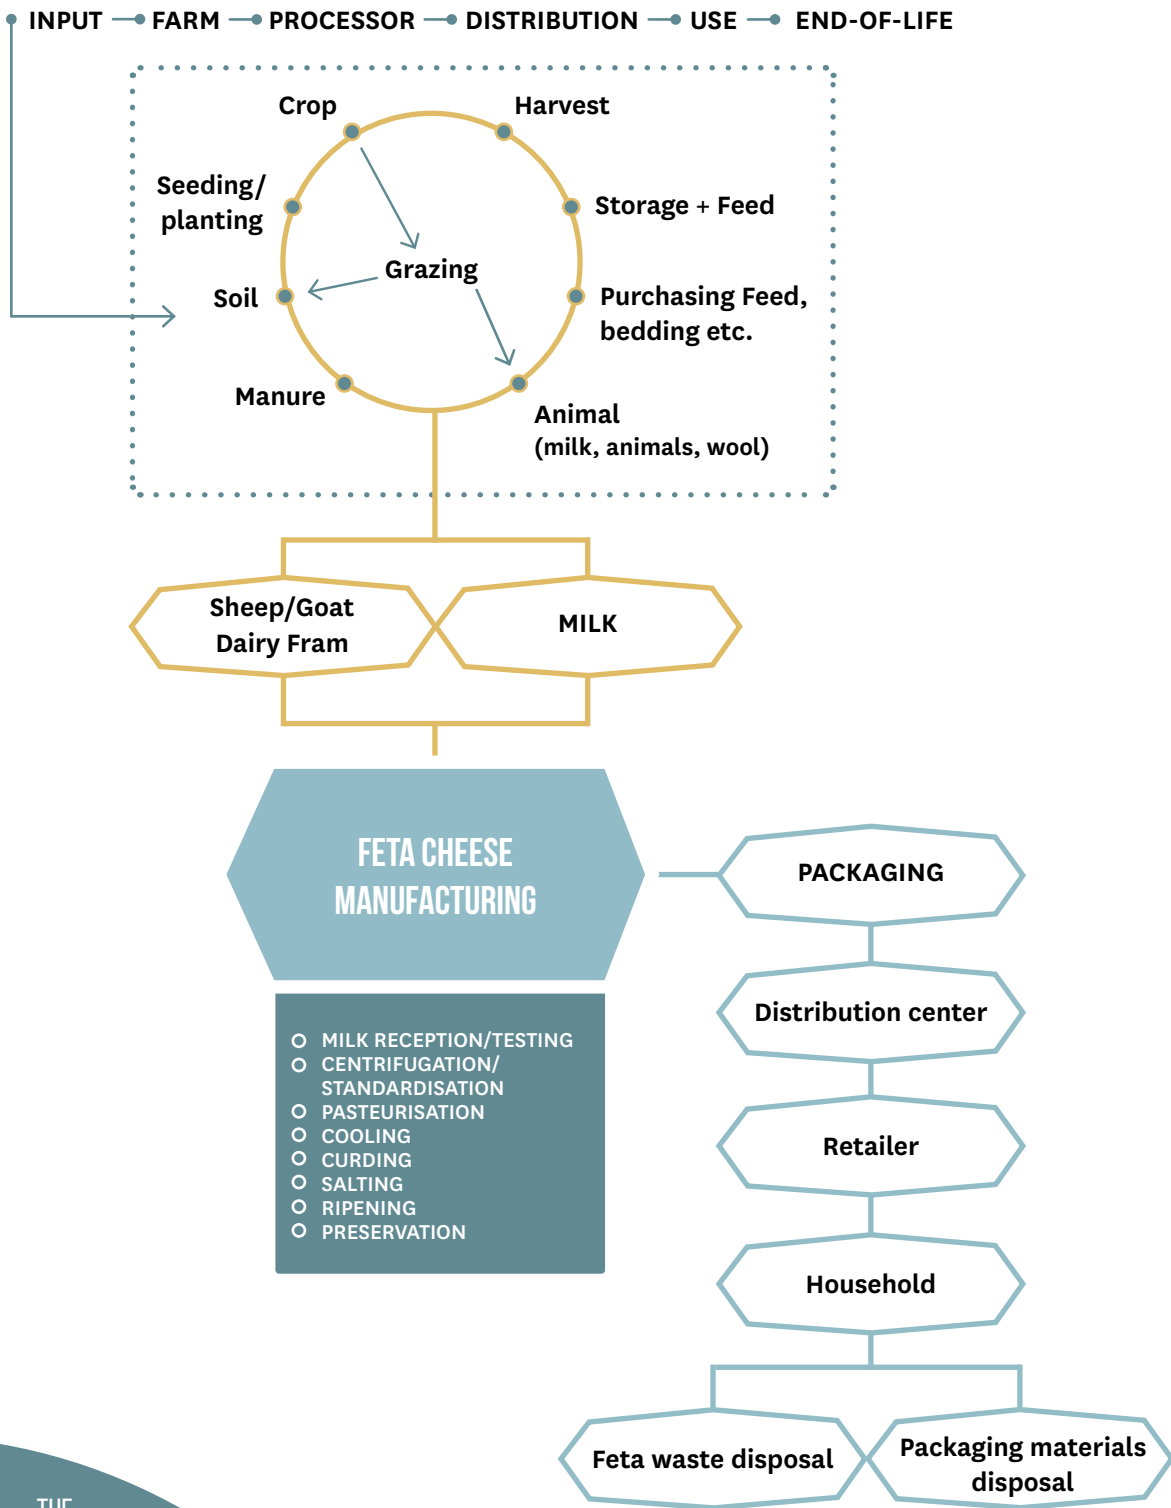 INPUT FARM PROCESSOR DISTRIBUTION USE END-OF-LIFE
Crop
Harvest
Seeding/
planting
Storage + Feed
Grazing
Soil
Purchasing Feed,
bedding etc.
Manure
Animal
(milk, animals, wool)
Sheep/Goat
Dairy Fram
MILK
FETA CHEESE
MANUFACTURING
MILK RECEPTION/TESTING
CENTRIFUGATION/
STANDARDISATION
PASTEURISATION
COOLING
CURDING
SALTING
RIPENING
PRESERVATION
PACKAGING
Distribution center
Retailer
Household
Feta waste disposal
Packaging materials
disposal
THE